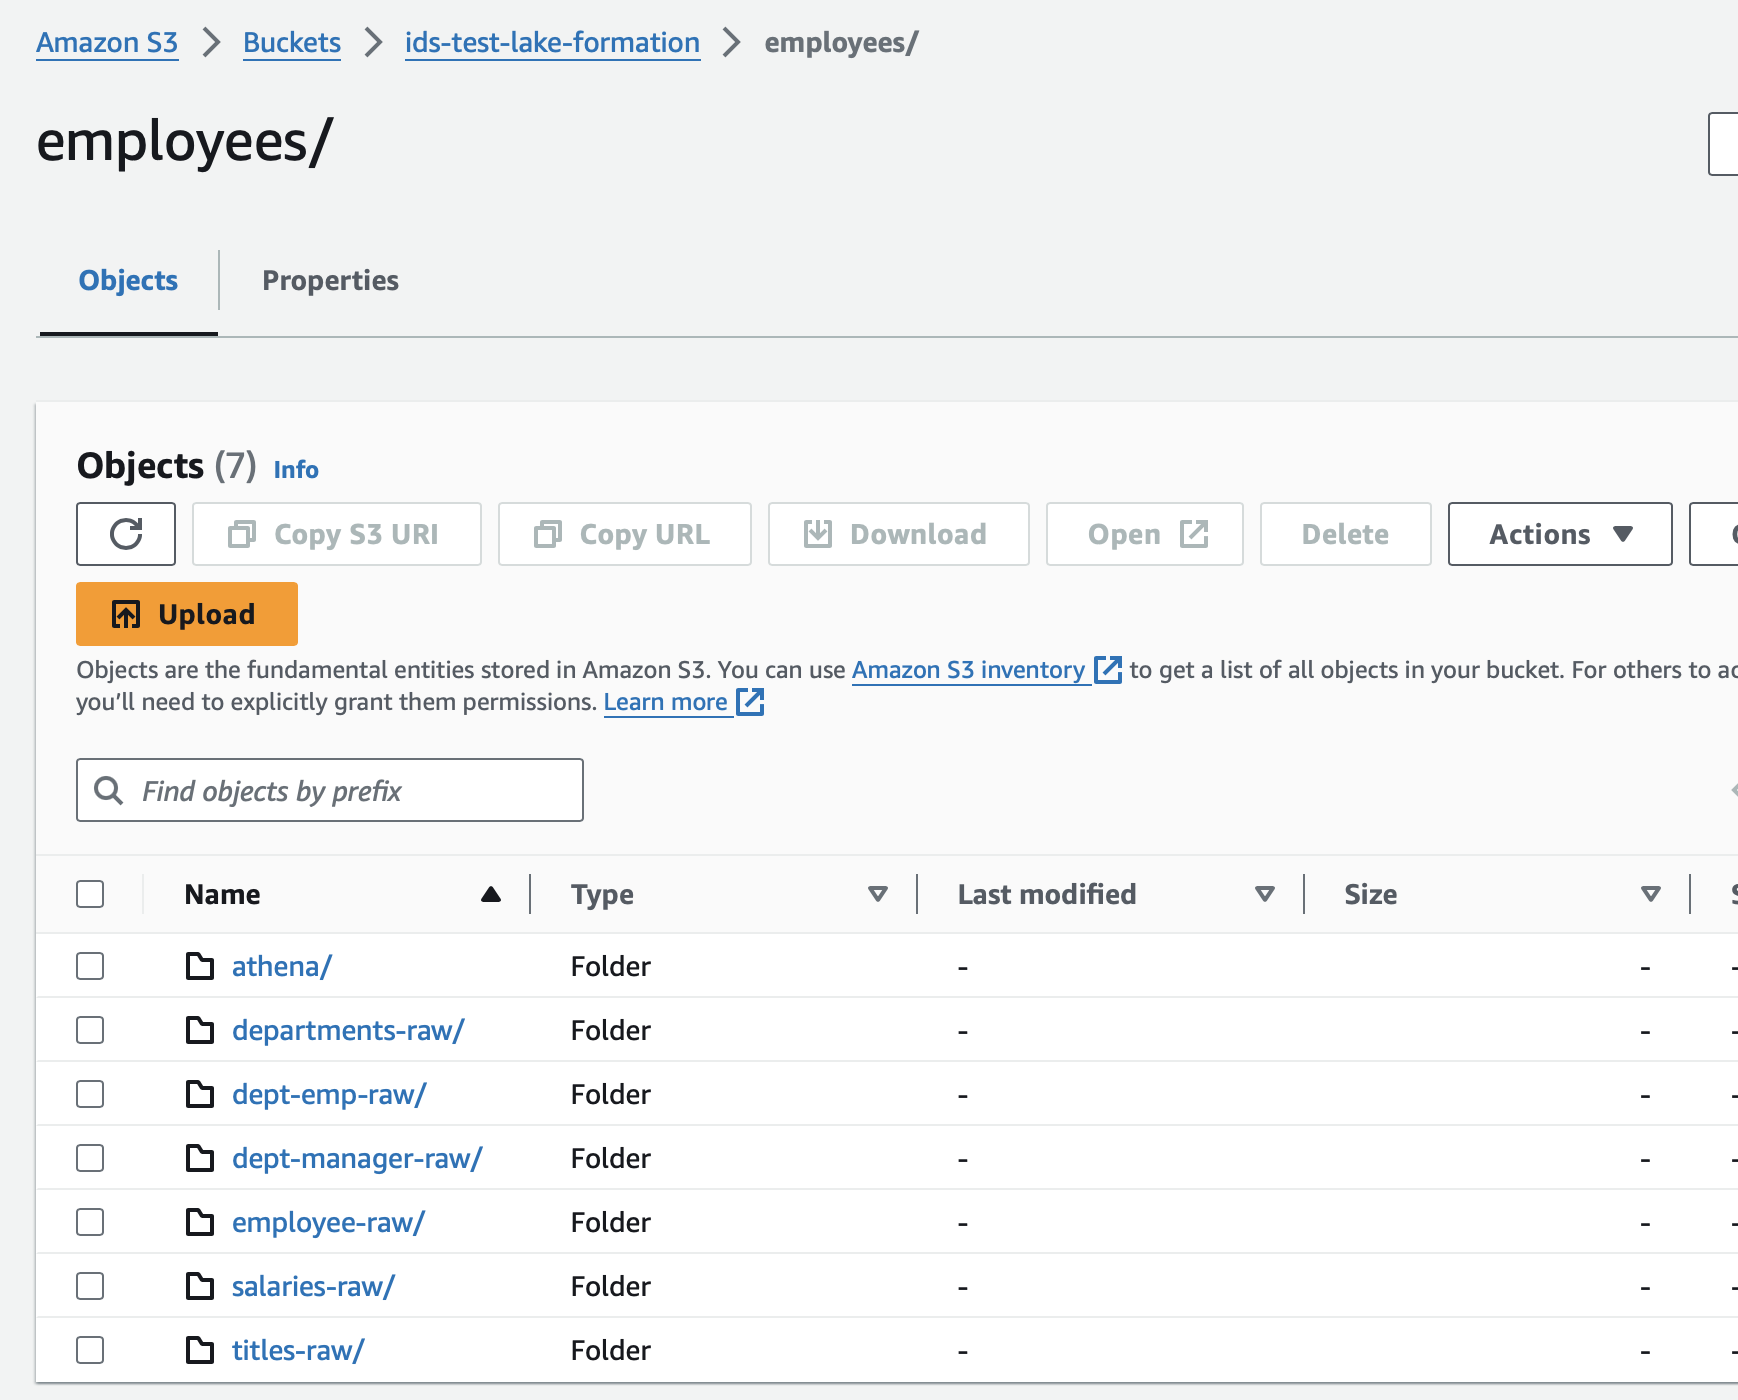 Amazon S3 > Buckets > ids-test-lake-formation > employees/
employees/
Objects Properties
Objects (7) Info
Copy S3 URI Copy URL Download Open Delete Actions
Upload
Objects are the fundamental entities stored in Amazon S3. You can use Amazon S3 inventory to get a list of all objects in your bucket. For others to
you'll need to explicitly grant them permissions. Learn more
Find objects by prefix
Name Type Last modified Size
athena/ Folder - - -
departments-raw/ Folder - - -
dept-emp-raw/ Folder - - -
dept-manager-raw/ Folder - - -
employee-raw/ Folder - - -
salaries-raw/ Folder - - -
titles-raw/ Folder - - -